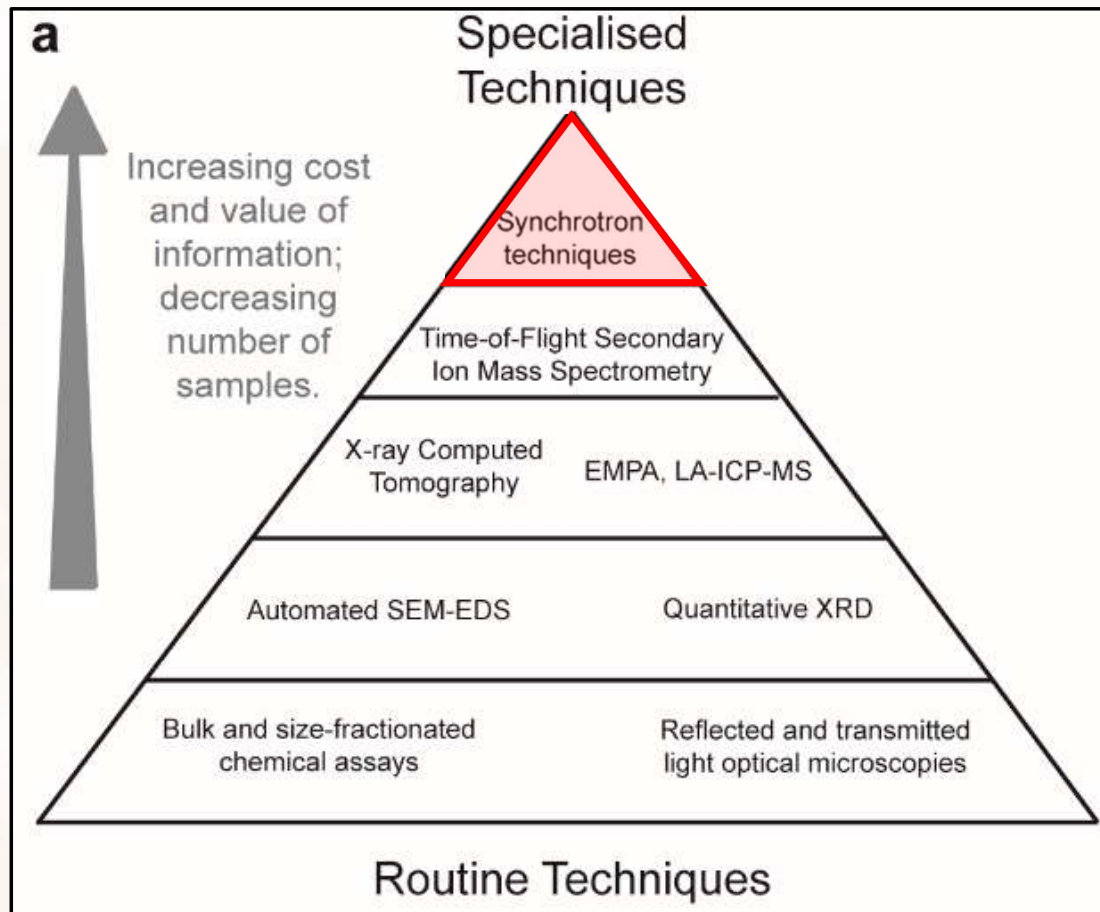 a
Specialised
Techniques
Increasing cost
and value of
information;
decreasing
number of
samples.
Synchrotron
techniques
Time-of-Flight Secondary
Ion Mass Spectrometry
X-ray Computed
Tomography
EMPA, LA-ICP-MS
Automated SEM-EDS
Quantitative XRD
Bulk and size-fractionated
chemical assays
Reflected and transmitted
light optical microscopies
Routine Techniques